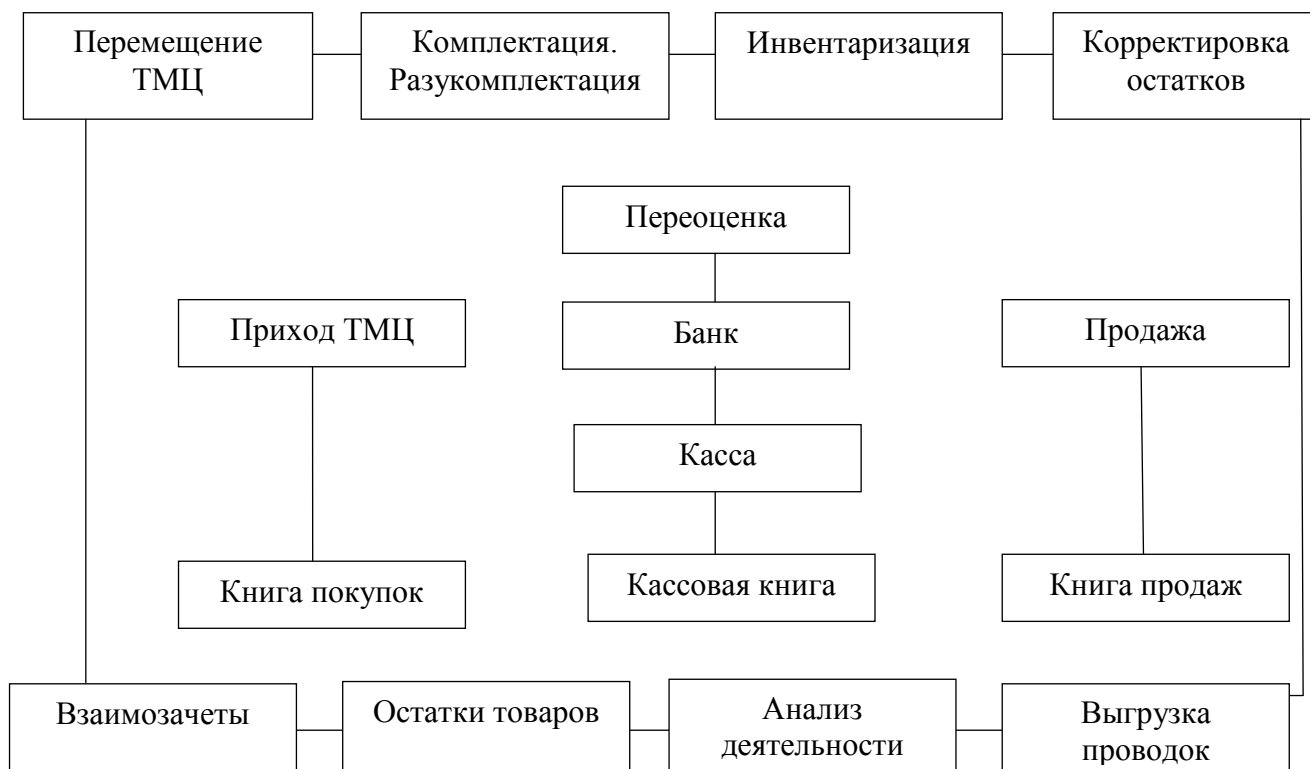 Перемещение
ТМЦ
Комплектация.
Разукомплектация
Инвентаризация
Корректировка
остатков
Переоценка
Приход ТМЦ
Банк
Продажа
Касса
Книга покупок
Кассовая книга
Книга продаж
Взаимозачеты
Остатки товаров
Анализ
деятельности
Выгрузка
проводок